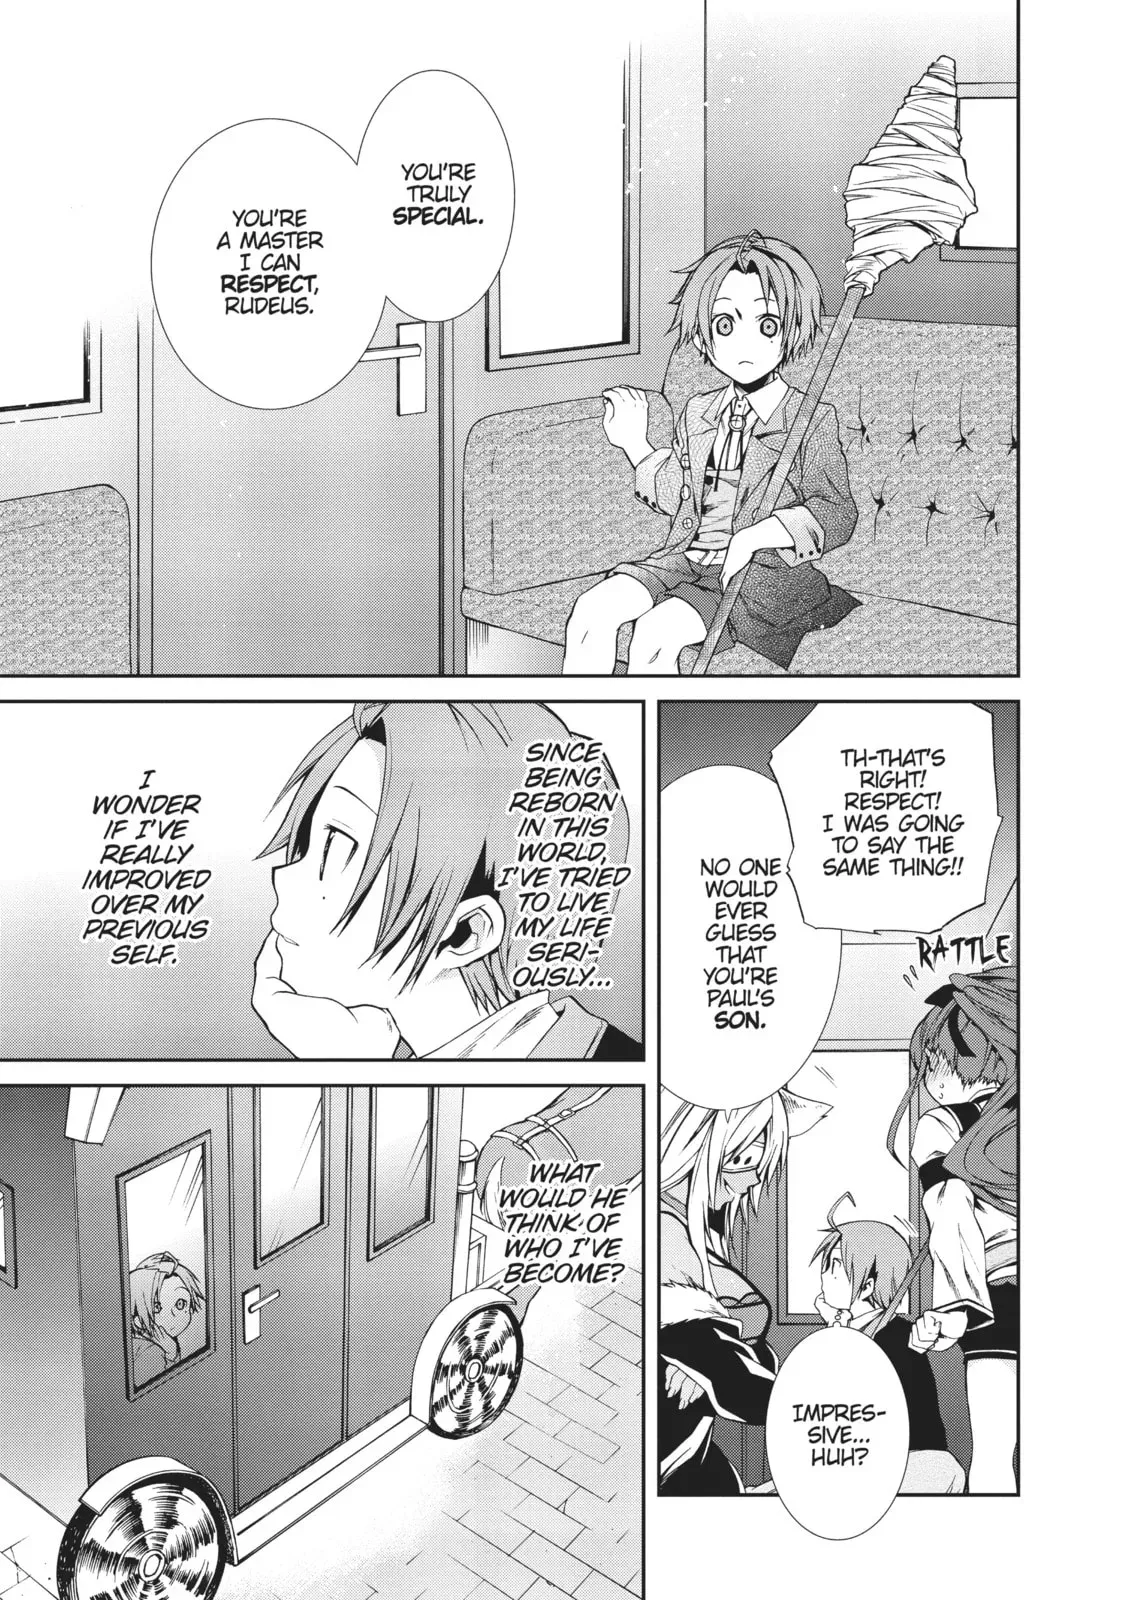 YOU'RE
TRULY
SPECIAL.
YOU'RE
A MASTER
I CAN
RESPECT,
RUDEUS.
TH-THAT'S
RIGHT!
RESPECT!
I WAS GOING
TO SAY THE
SAME THING!!
RATTLE
NO ONE
WOULD
EVER
GUESS THAT
YOU'RE
PAUL'S
SON.
IMPRES-
SIVE...
HUH?
SINCE
BEING
REBORN
IN THIS
WORLD,
I'VE TRIED
TO LIVE
MY LIFE
SERI-
OUSLY...
I
WONDER
IF I'VE
REALLY
IMPROVED
OVER MY
PREVIOUS
SELF.
WHAT
WOULD HE
THINK OF
WHO I'VE
BECOME?